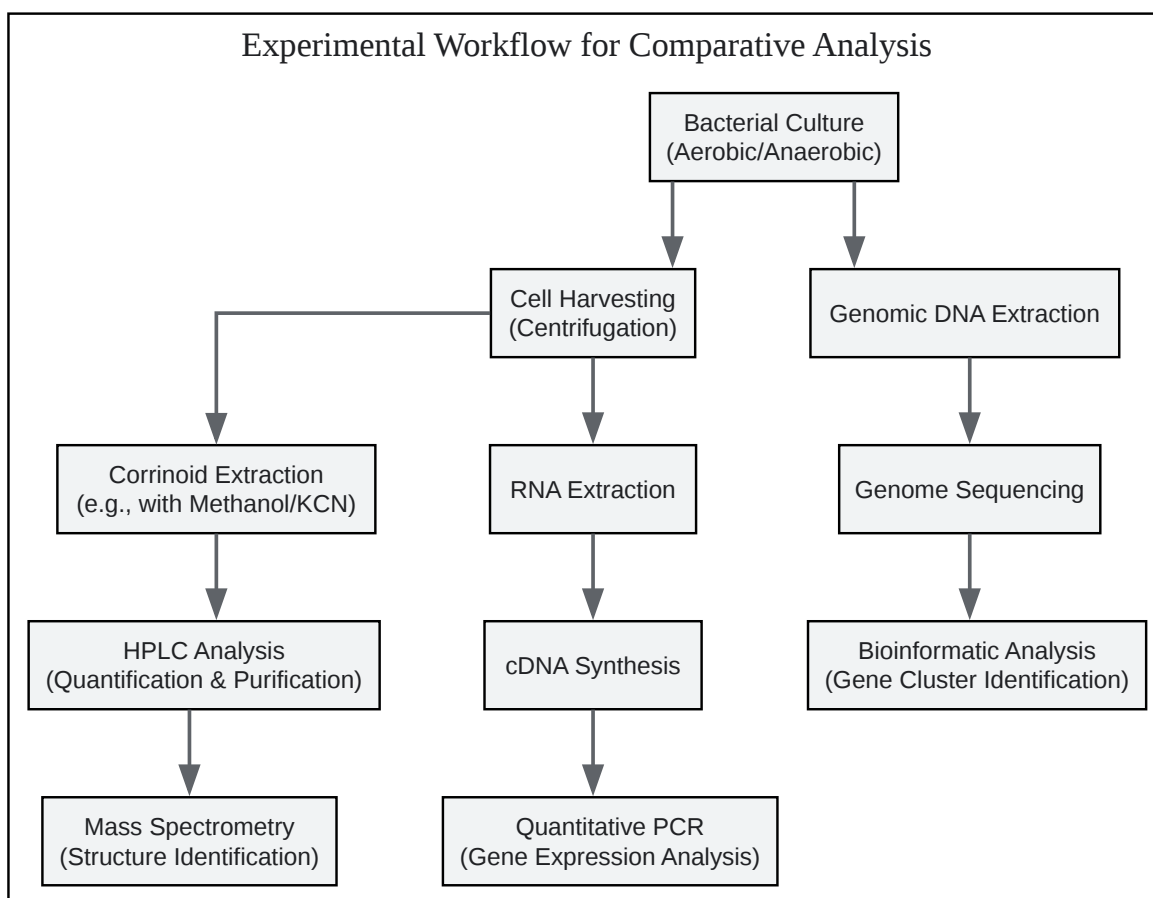 Experimental Workflow for Comparative Analysis
Bacterial Culture
(Aerobic/Anaerobic)
Cell Harvesting
(Centrifugation)
Genomic DNA Extraction
Corrinoid Extraction
(e.g., with Methanol/KCN)
RNA Extraction
Genome Sequencing
HPLC Analysis
(Quantification & Purification)
cDNA Synthesis
Bioinformatic Analysis
(Gene Cluster Identification)
Mass Spectrometry
(Structure Identification)
Quantitative PCR
(Gene Expression Analysis)